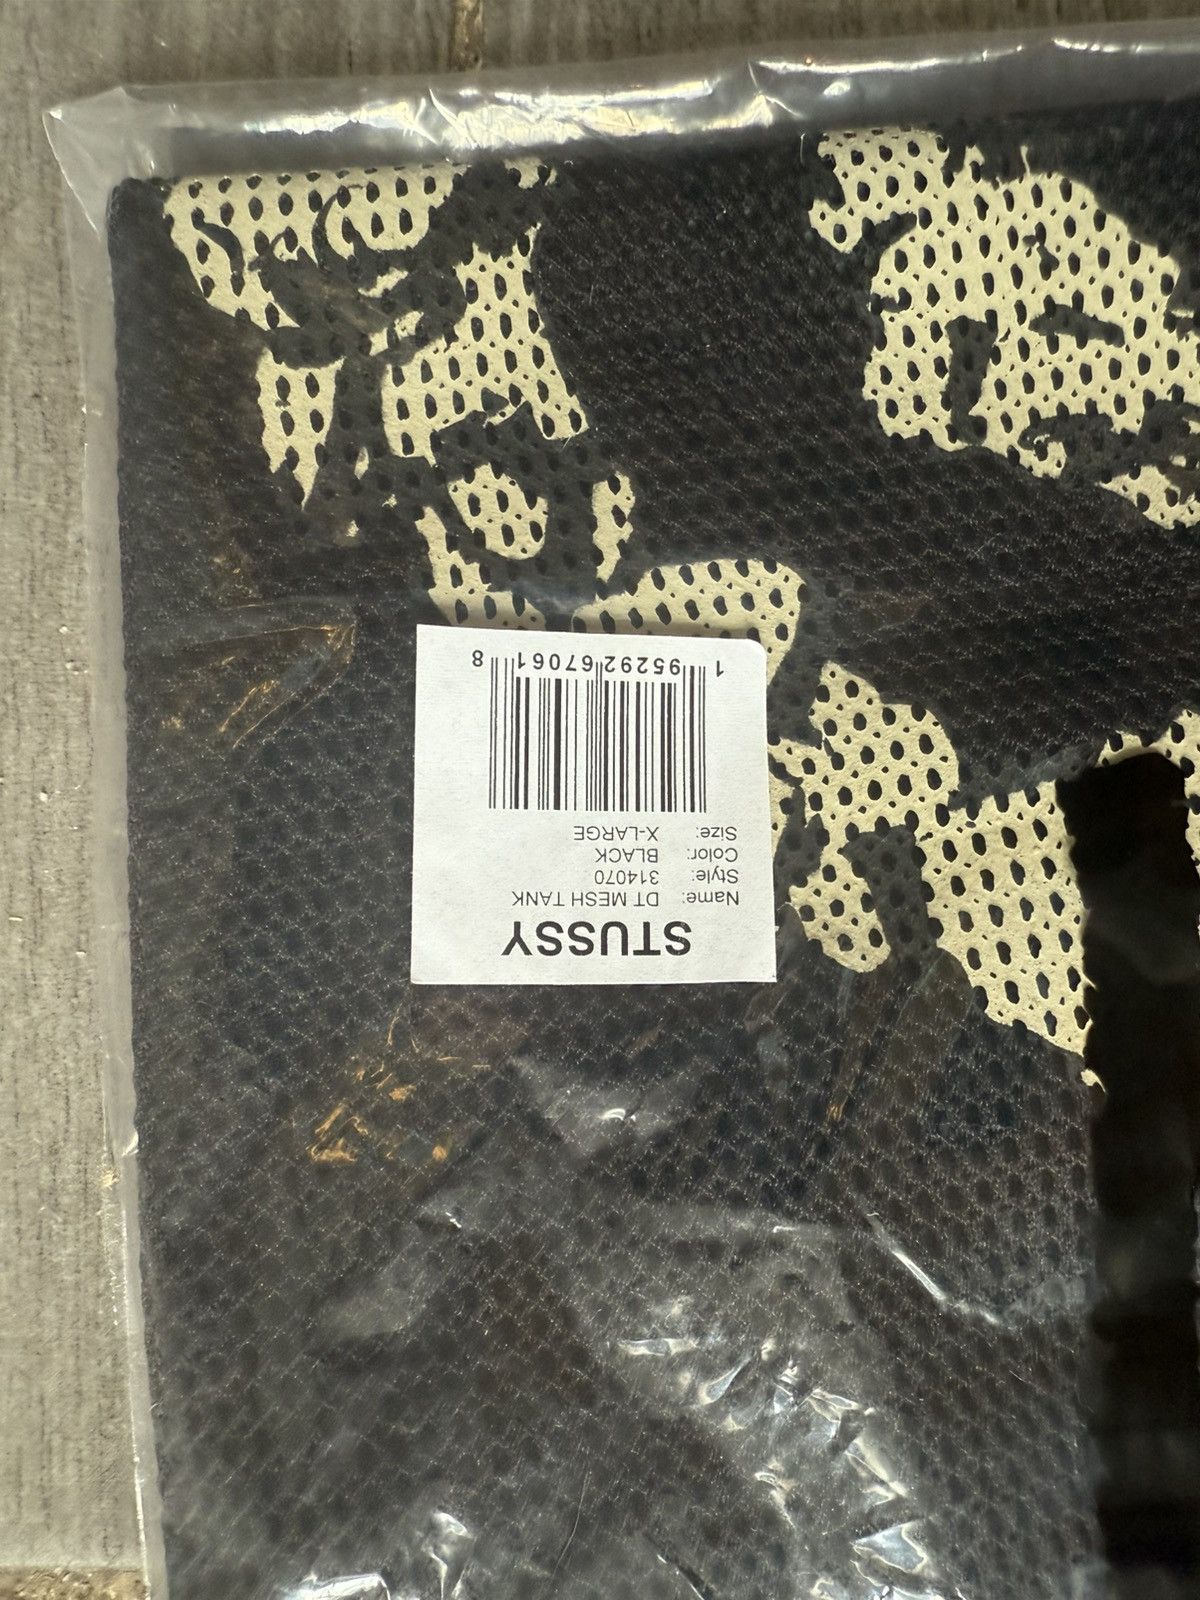 STUSSY
Name: DT MESH TANK
Style: 314070
Color: BLACK
Size: X-LARGE
1 95292 67061 8